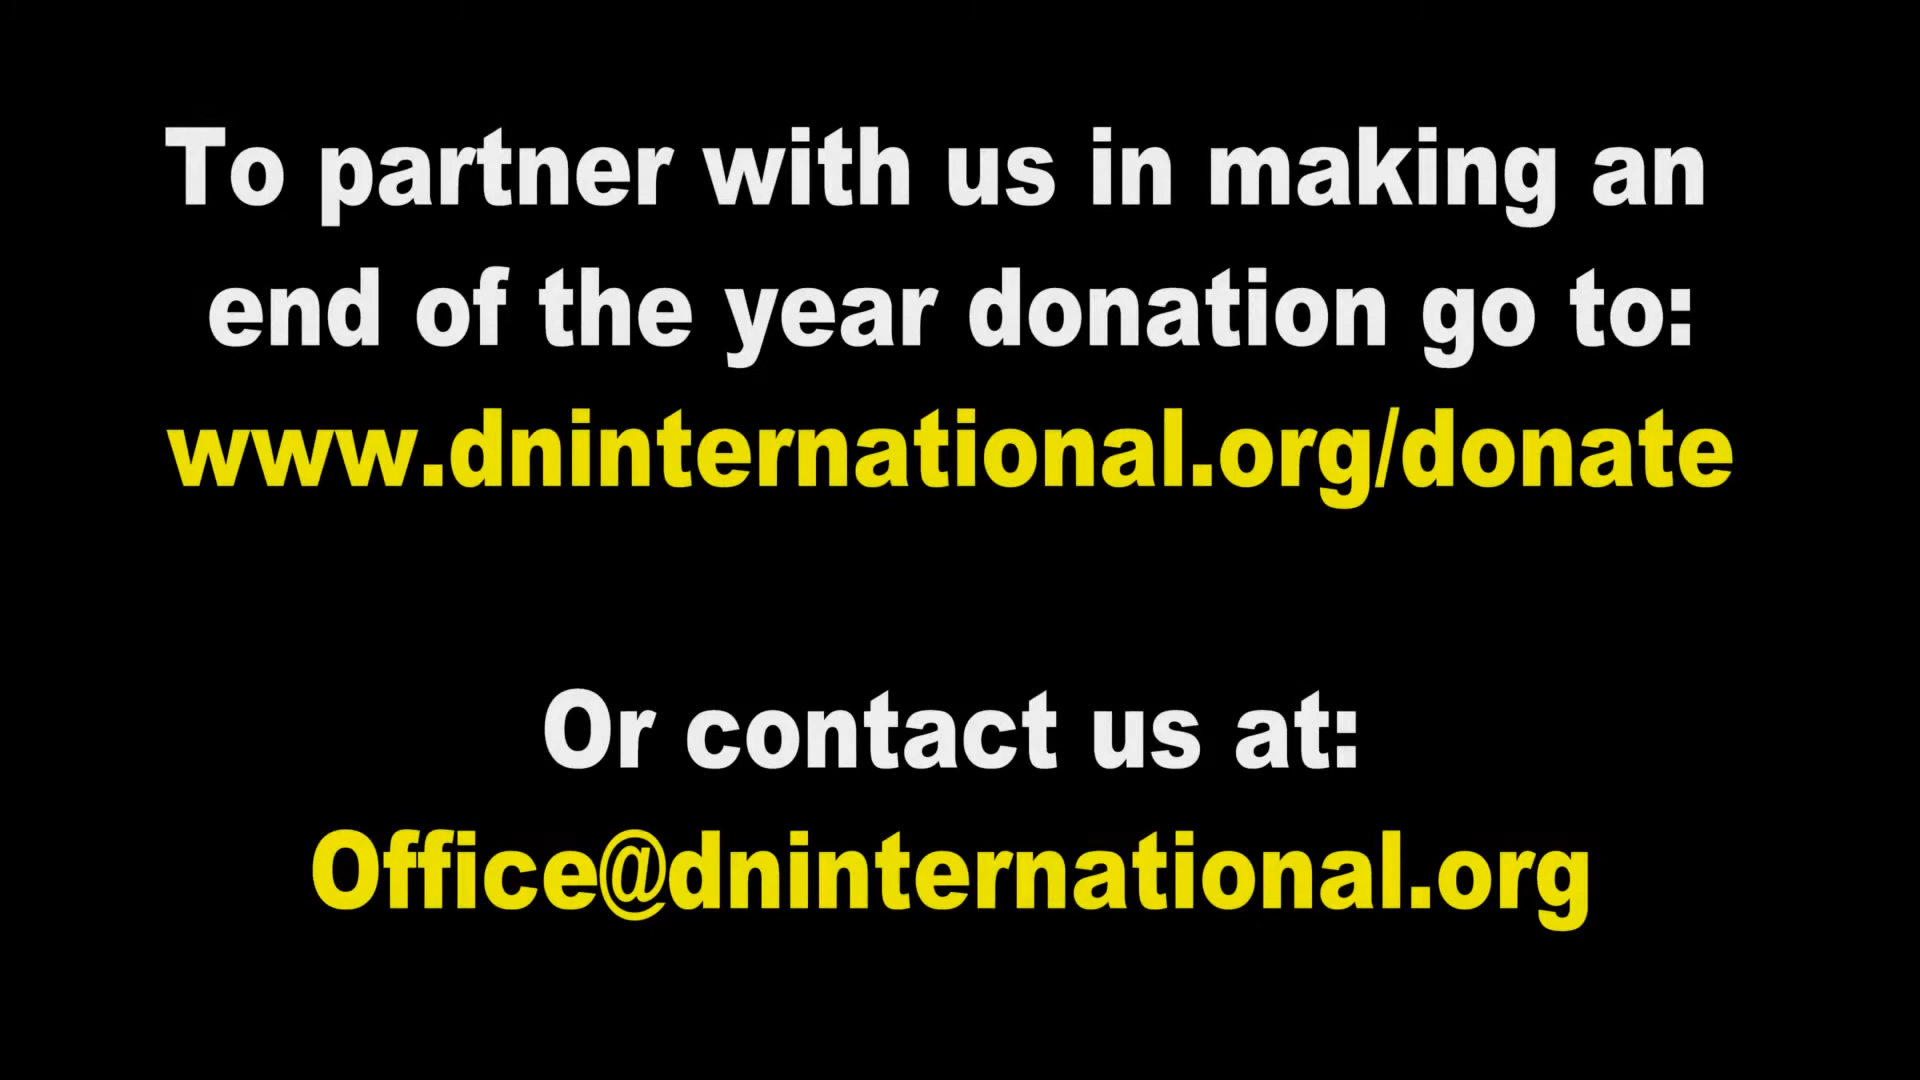 To partner with us in making an
end of the year donation go to:
www.dninternational.org/donate
Or contact us at:
Office@dninternational.org